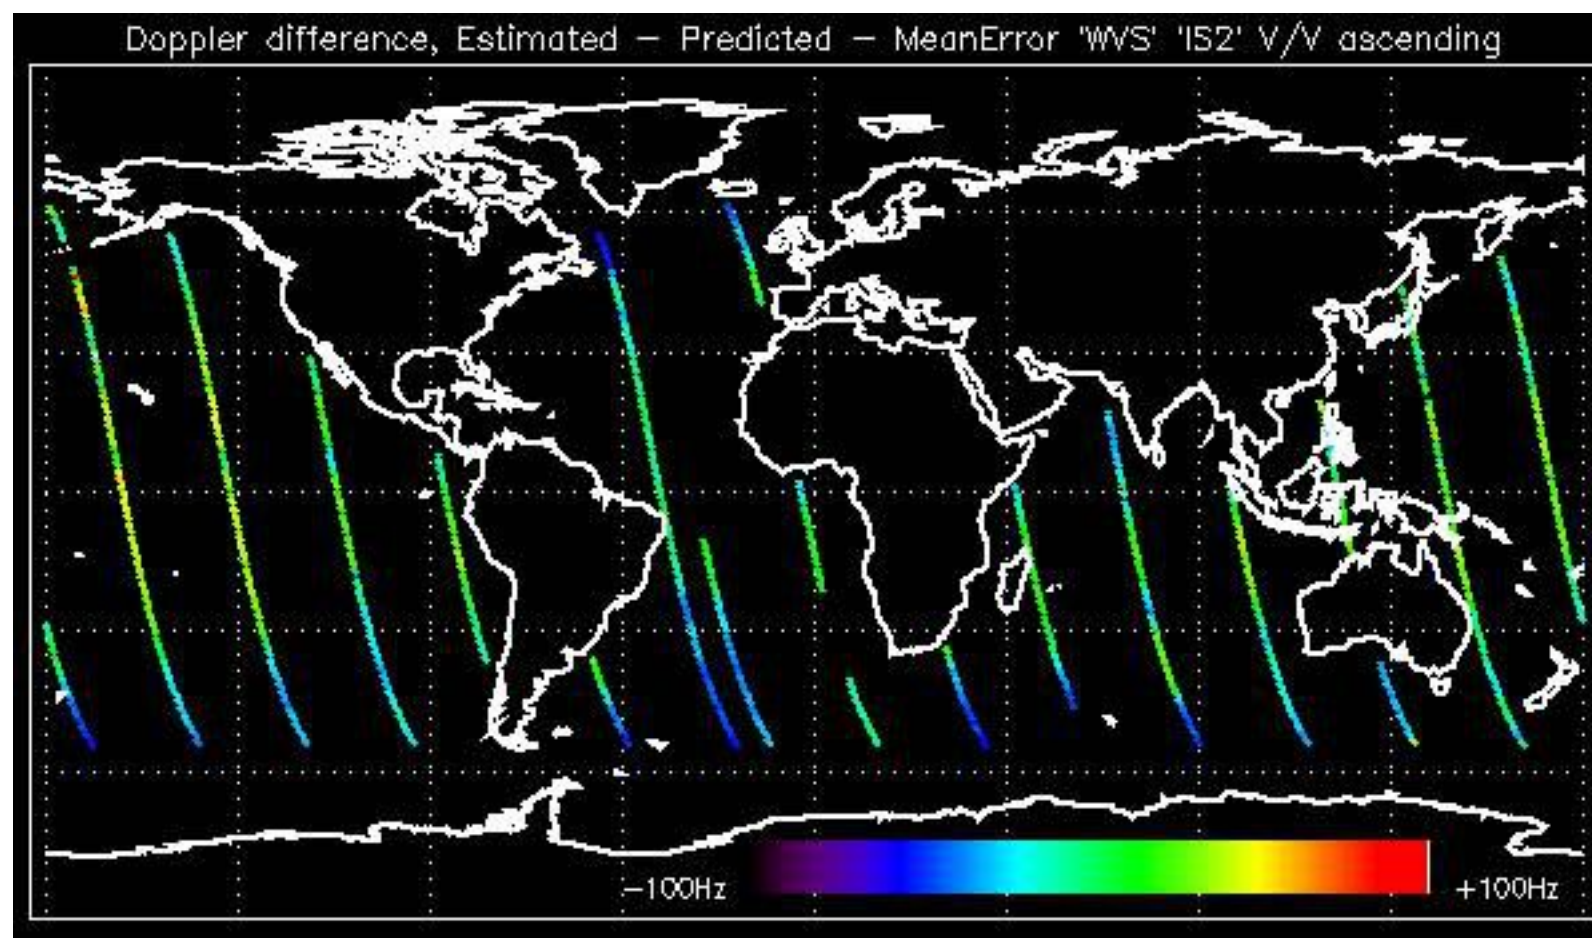 Doppler difference, Estimated — Predicted — MeanError 'WVS' 'IS2' V/V ascending
−100Hz +100Hz